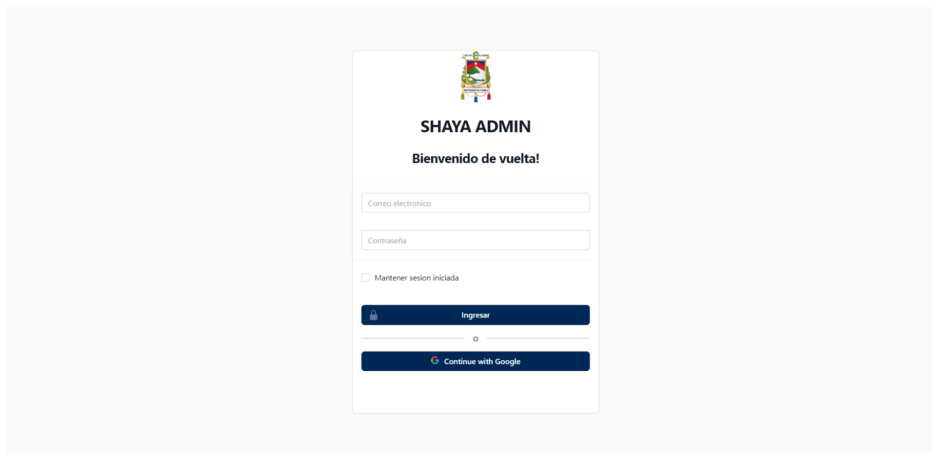 SHAYA ADMIN
Bienvenido de vuelta!
Correo electronico
Contraseña
Mantener sesion iniciada
Ingresar
o
Continue with Google